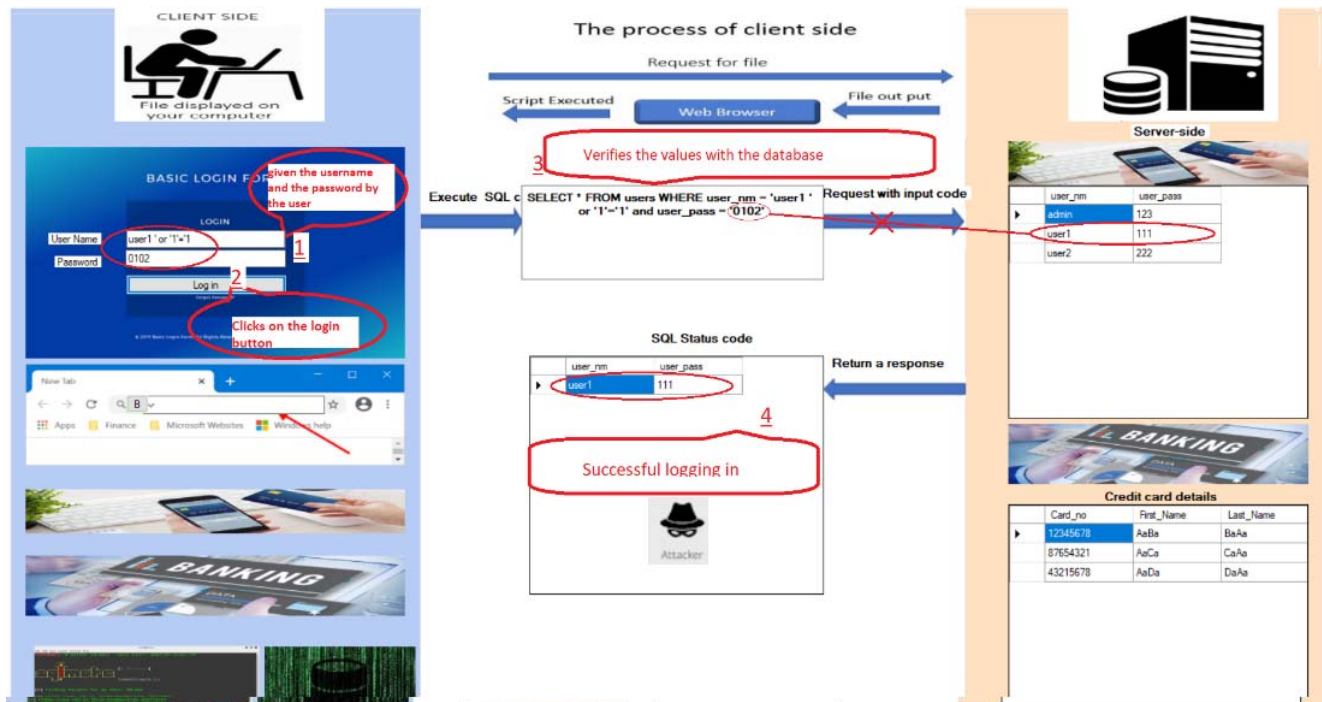 CLIENT SIDE
File displayed on
your computer
BASIC LOGIN FOR
given the username
and the password by
the user
LOGIN
User Name
user1 ' or '1'='1
1
Password
0102
2
Log in
Clicks on the login
button
New Tab
B
Apps
Finance
Microsoft Websites
Windows help
BANKING
DATA
The process of client side
Request for file
Script Executed
Web Browser
File out put
3
Verifies the values with the database
Execute SQL c
SELECT * FROM users WHERE user_nm = 'user1 '
or '1'='1' and user_pass = '0102'
Request with input code
SQL Status code
user_nm user_pass
user1 111
Return a response
4
Successful logging in
Attacker
Server-side
user_nm user_pass
admin 123
user1 111
user2 222
BANKING
DATA
Credit card details
Card_no First_Name Last_Name
12345678 AaBa BaAa
87654321 AaCa CaAa
43215678 AaDa DaAa